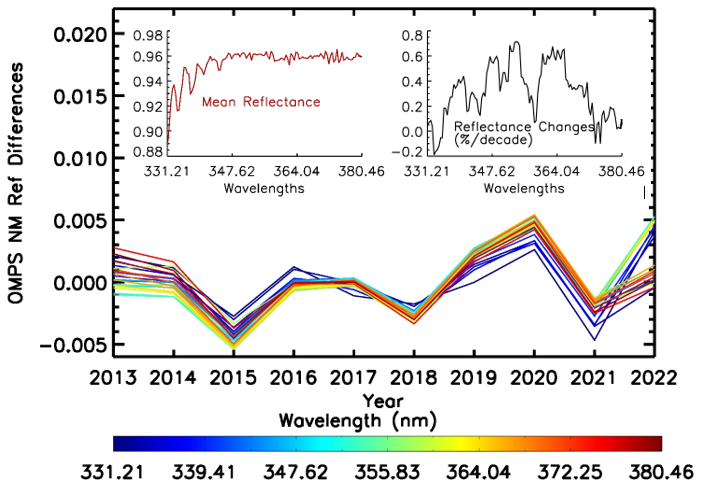 OMPS NM Ref Differences
0.020
0.015
0.010
0.005
0.000
−0.005
0.98
0.96
0.94
0.92
0.90
0.88
Mean Reflectance
331.21 347.62 364.04 380.46
Wavelengths
0.8
0.6
0.4
0.2
0.0
−0.2
Reflectance Changes
(%/decade)
331.21 347.62 364.04 380.46
Wavelengths
2013 2014 2015 2016 2017 2018 2019 2020 2021 2022
Year
Wavelength (nm)
331.21 339.41 347.62 355.83 364.04 372.25 380.46